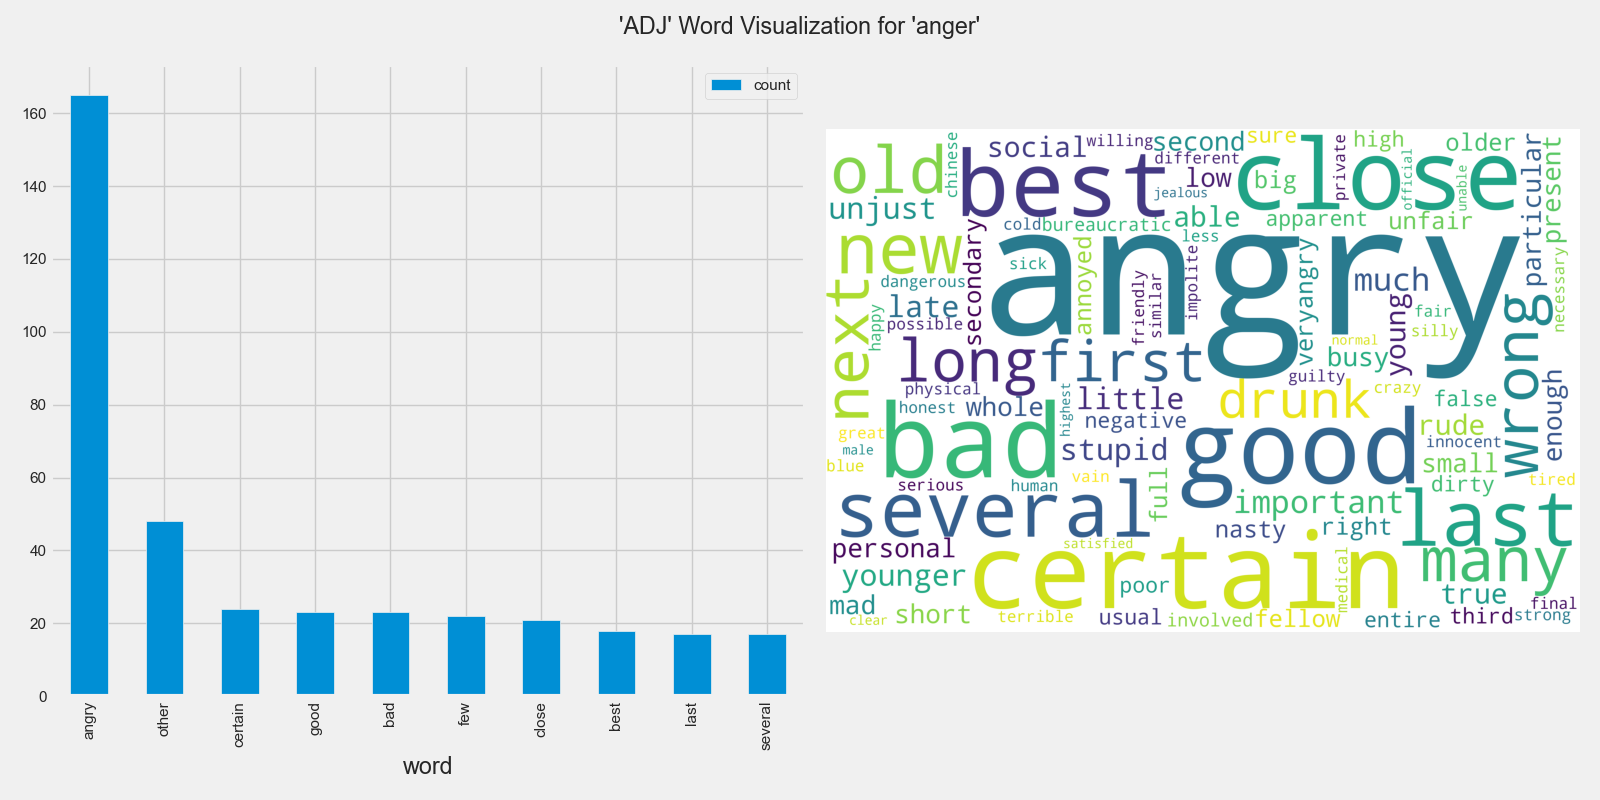 'ADJ' Word Visualization for 'anger'
count
160
140
120
100
80
60
40
20
0
angry
other
certain
good
bad
few
close
best
last
several
word
old
chinese
social
willing
second
sure
high
older
present
best
different
jealous
low
close
big
private
official
unable
particular
unjust
cold
bureaucratic
able
less
apparent
unfair
new
secondary
angry
sick
annoyed
friendly
similar
impolite
veryangry
much
young
fair
silly
necessary
next
dangerous
late
possible
happy
long
first
normal
busy
wrong
physical
honest
whole
highest
little
negative
guilty
drunk
crazy
false
enough
great
male
blue
bad
stupid
good
rude
innocent
small
dirty
tired
serious
human
vain
full
several
important
nasty
right
last
personal
satisfied
certain
medical
many
younger
poor
true
mad
short
clear
terrible
usual
involved
fellow
entire
third
final
strong